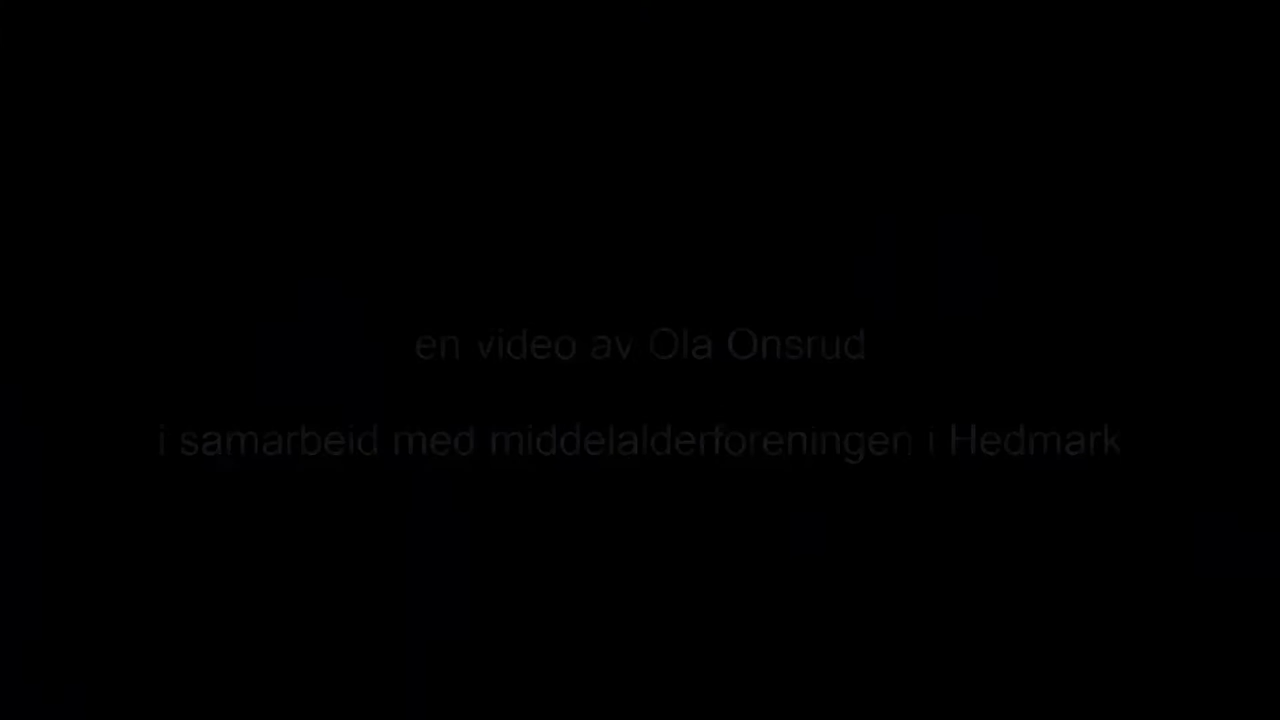 en video av Ola Onsrud
i samarbeid med middelalderforeningen i Hedmark